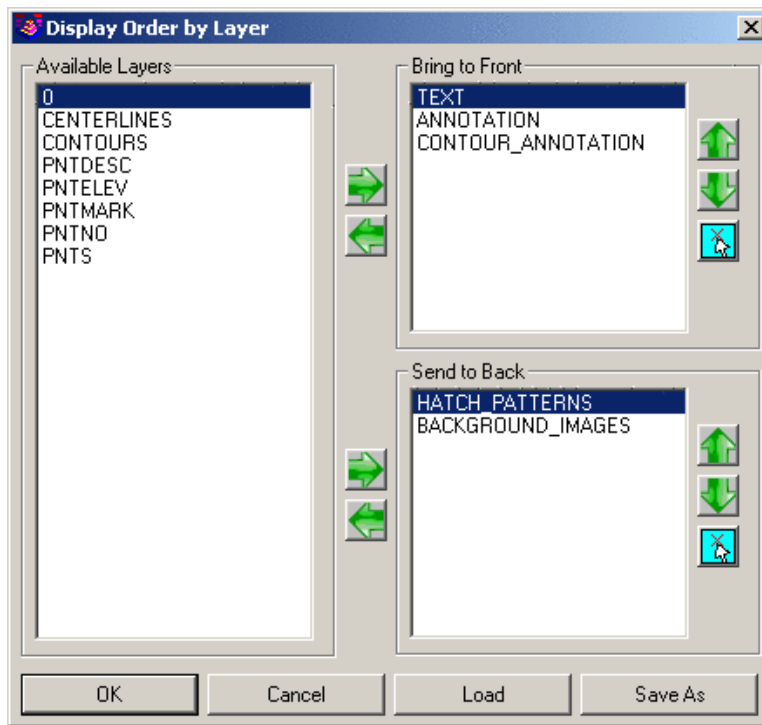 Display Order by Layer
Available Layers
0
CENTERLINES
CONTOURS
PNTDESC
PNTELEV
PNTMARK
PNTNO
PNTS
Bring to Front
TEXT
ANNOTATION
CONTOUR_ANNOTATION
Send to Back
HATCH_PATTERNS
BACKGROUND_IMAGES
OK
Cancel
Load
Save As